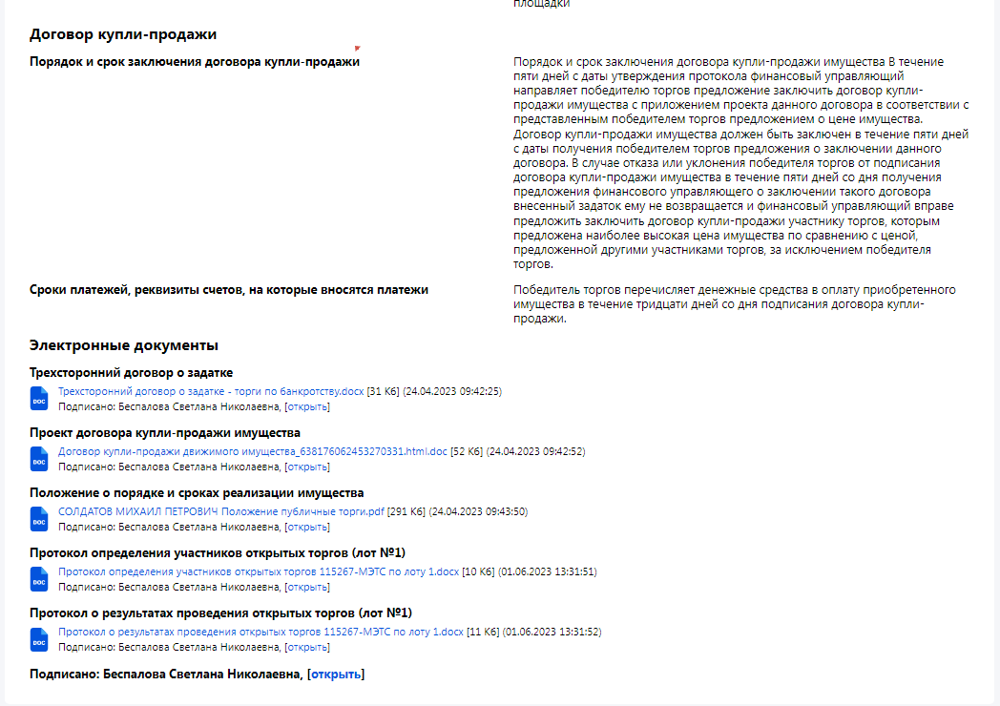 площадки
Договор купли-продажи
Порядок и срок заключения договора купли-продажи
Порядок и срок заключения договора купли-продажи имущества В течение
пяти дней с даты утверждения протокола финансовый управляющий
направляет победителю торгов предложение заключить договор купли-
продажи имущества с приложением проекта данного договора в соответствии с
представленным победителем торгов предложением о цене имущества.
Договор купли-продажи имущества должен быть заключен в течение пяти дней
с даты получения победителем торгов предложения о заключении данного
договора. В случае отказа или уклонения победителя торгов от подписания
договора купли-продажи имущества в течение пяти дней со дня получения
предложения финансового управляющего о заключении такого договора
внесенный задаток ему не возвращается и финансовый управляющий вправе
предложить заключить договор купли-продажи участнику торгов, которым
предложена наиболее высокая цена имущества по сравнению с ценой,
предложенной другими участниками торгов, за исключением победителя
торгов.
Сроки платежей, реквизиты счетов, на которые вносятся платежи
Победитель торгов перечисляет денежные средства в оплату приобретенного
имущества в течение тридцати дней со дня подписания договора купли-
продажи.
Электронные документы
Трехсторонний договор о задатке
DOC
Трехсторонний договор о задатке - торги по банкротству.docx [31 Кб] (24.04.2023 09:42:25)
Подписано: Беспалова Светлана Николаевна, [открыть]
Проект договора купли-продажи имущества
DOC
Договор купли-продажи движимого имущества_638176062453270331.html.doc [52 Кб] (24.04.2023 09:42:52)
Подписано: Беспалова Светлана Николаевна, [открыть]
Положение о порядке и сроках реализации имущества
DOC
СОЛДАТОВ МИХАИЛ ПЕТРОВИЧ Положение публичные торги.pdf [291 Кб] (24.04.2023 09:43:50)
Подписано: Беспалова Светлана Николаевна, [открыть]
Протокол определения участников открытых торгов (лот №1)
DOC
Протокол определения участников открытых торгов 115267-МЭТС по лоту 1.docx [10 Кб] (01.06.2023 13:31:51)
Подписано: Беспалова Светлана Николаевна, [открыть]
Протокол о результатах проведения открытых торгов (лот №1)
DOC
Протокол о результатах проведения открытых торгов 115267-МЭТС по лоту 1.docx [11 Кб] (01.06.2023 13:31:52)
Подписано: Беспалова Светлана Николаевна, [открыть]
Подписано: Беспалова Светлана Николаевна, [открыть]